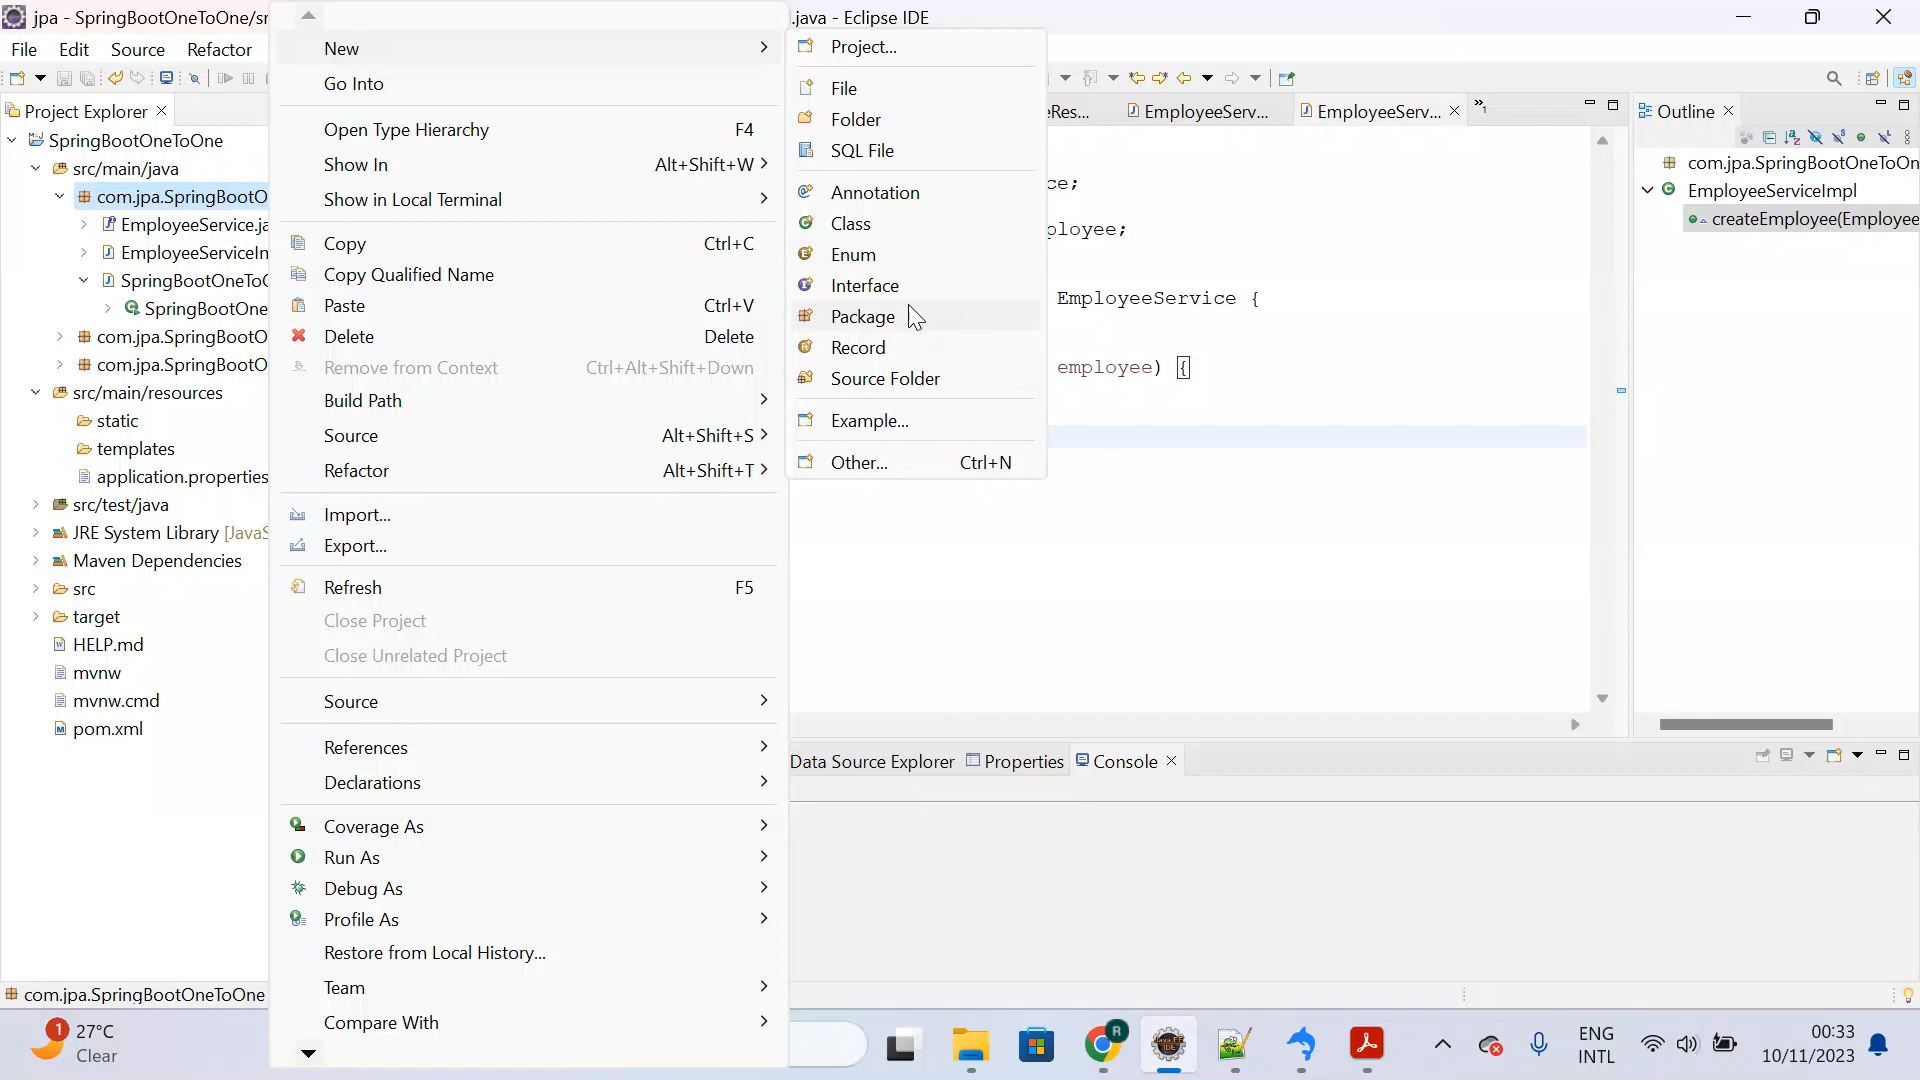 jpa - SpringBootOneToOne/sr
.java - Eclipse IDE
File Edit Source Refactor
Project Explorer
SpringBootOneToOne
src/main/java
com.jpa.SpringBootO
EmployeeService.ja
EmployeeServiceIn
SpringBootOneToO
SpringBootOne
com.jpa.SpringBootO
com.jpa.SpringBootO
src/main/resources
static
templates
application.properties
src/test/java
JRE System Library [JavaS
Maven Dependencies
src
target
HELP.md
mvnw
mvnw.cmd
pom.xml
com.jpa.SpringBootOneToOne
New
Go Into
Open Type Hierarchy F4
Show In Alt+Shift+W
Show in Local Terminal
Copy Ctrl+C
Copy Qualified Name
Paste Ctrl+V
Delete Delete
Remove from Context Ctrl+Alt+Shift+Down
Build Path
Source Alt+Shift+S
Refactor Alt+Shift+T
Import...
Export...
Refresh F5
Close Project
Close Unrelated Project
Source
References
Declarations
Coverage As
Run As
Debug As
Profile As
Restore from Local History...
Team
Compare With
Project...
File
Folder
SQL File
Annotation
Class
Enum
Interface
Package
Record
Source Folder
Example...
Other... Ctrl+N
eRes... EmployeeServ... EmployeeServ... »1
ce;
ployee;
EmployeeService {
employee) {
Outline
com.jpa.SpringBootOneToOn
EmployeeServiceImpl
createEmployee(Employee
Data Source Explorer Properties Console
1
27°C
Clear
R
Java EE
IDE
ENG
INTL
00:33
10/11/2023